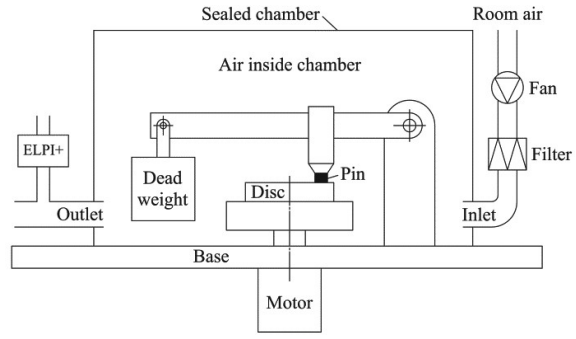 Sealed chamber
Room air
Air inside chamber
Fan
ELPI+
Filter
Pin
Dead
weight
Disc
Outlet
Inlet
Base
Motor